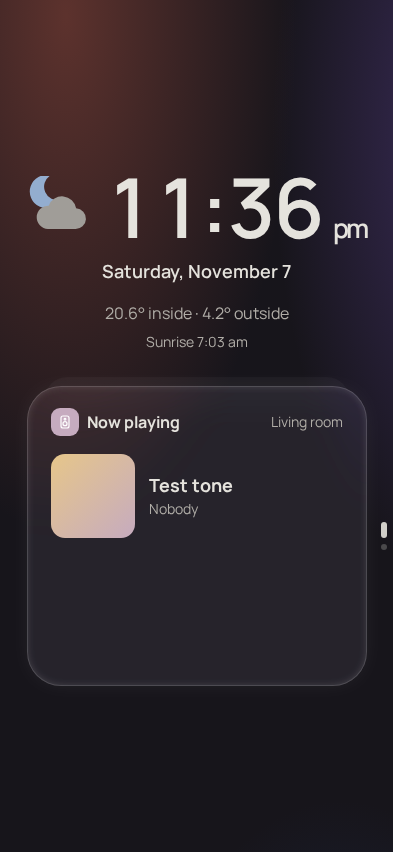 11:36 pm
Saturday, November 7
20.6° inside · 4.2° outside
Sunrise 7:03 am
Now playing
Living room
Test tone
Nobody